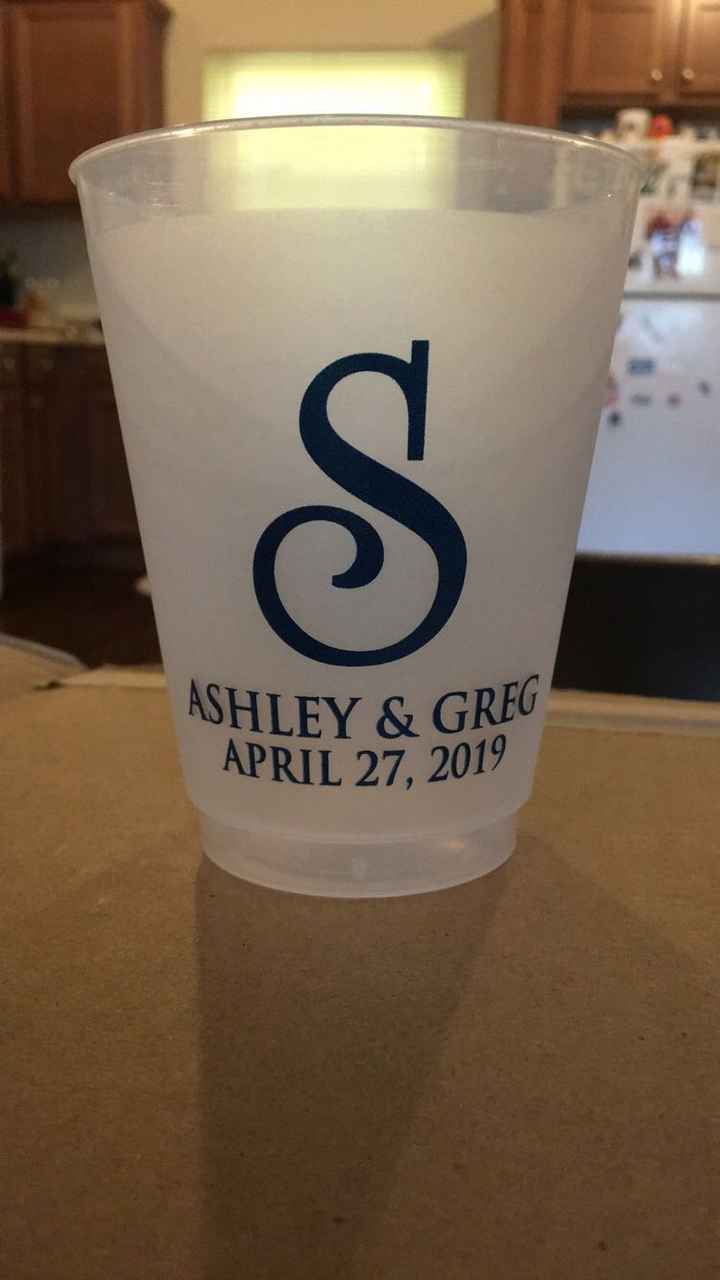 S
ASHLEY & GREG
APRIL 27, 2019